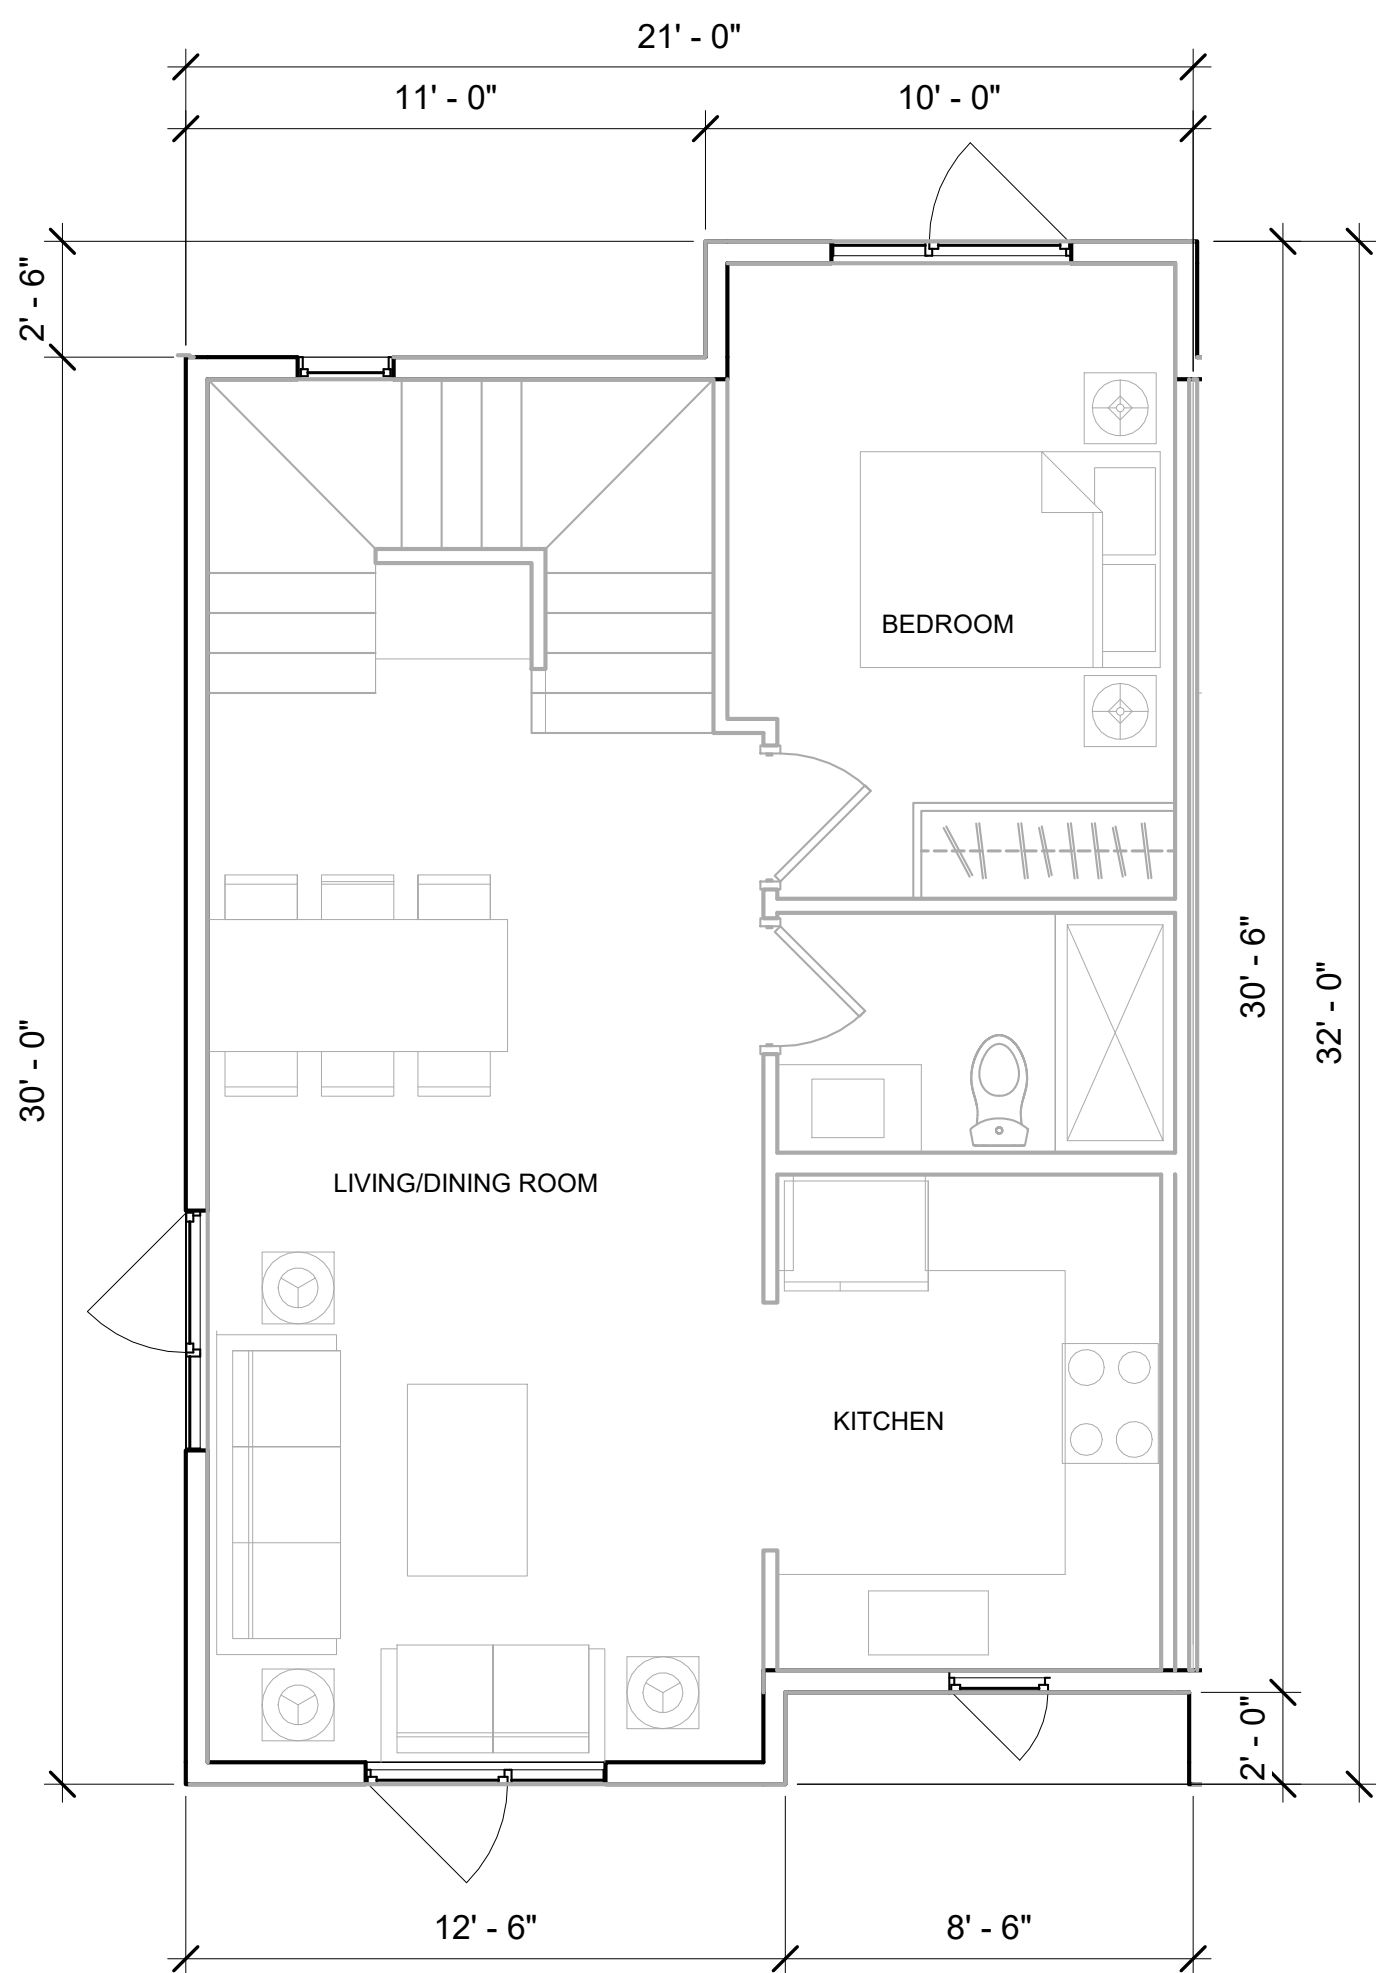 21' - 0"
11' - 0"
10' - 0"
2' - 6"
BEDROOM
30' - 6"
32' - 0"
30' - 0"
LIVING/DINING ROOM
KITCHEN
2' - 0"
12' - 6"
8' - 6"